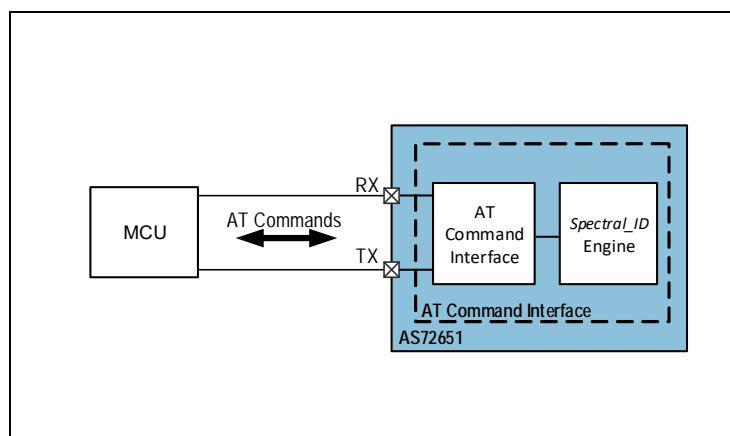 RX
MCU
AT Commands
TX
AT
Command
Interface
Spectral_ID
Engine
AT Command Interface
AS72651